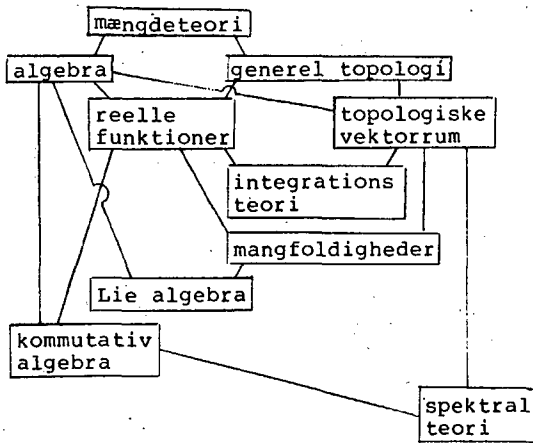 mængdeteori
algebra
generel topologi
reelle
funktioner
topologiske
vektorrum
integrations
teori
mangfoldigheder
Lie algebra
kommutativ
algebra
spektral
teori